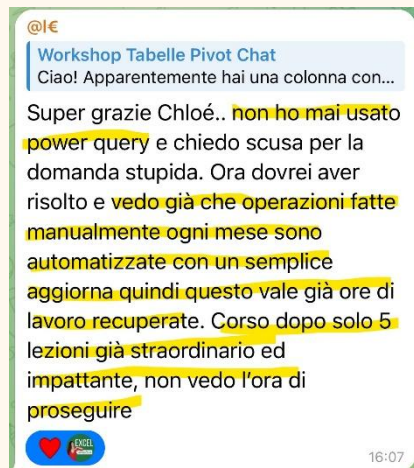 @l€
Workshop Tabelle Pivot Chat
Ciao! Apparentemente hai una colonna con...
Super grazie Chloé.. non ho mai usato
power query e chiedo scusa per la
domanda stupida. Ora dovrei aver
risolto e vedo già che operazioni fatte
manualmente ogni mese sono
automatizzate con un semplice
aggiorna quindi questo vale già ore di
lavoro recuperate. Corso dopo solo 5
lezioni già straordinario ed
impattante, non vedo l’ora di
proseguire
EXCEL
16:07